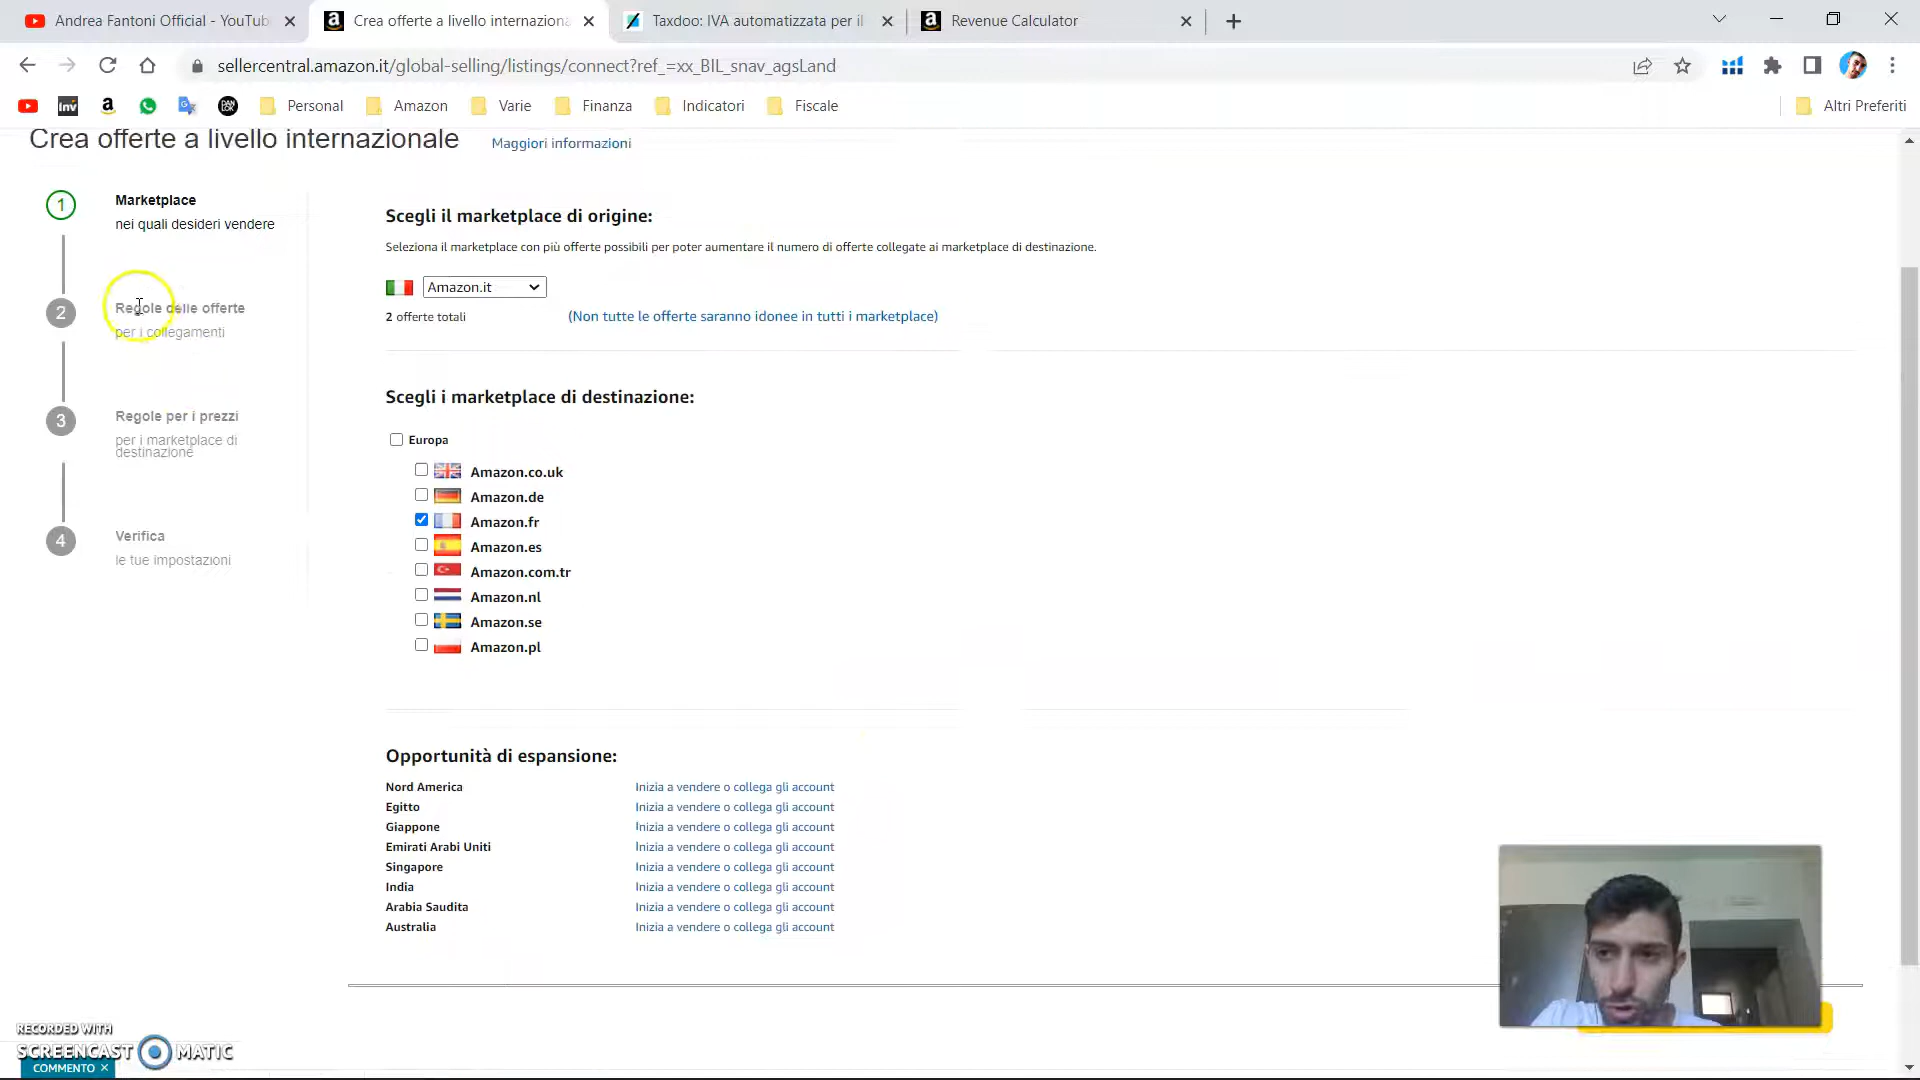 Andrea Fantoni Official - YouTub
Crea offerte a livello internaziona
Taxdoo: IVA automatizzata per il
Revenue Calculator
sellercentral.amazon.it/global-selling/listings/connect?ref_=xx_BIL_snav_agsLand
Inv
Personal
Amazon
Varie
Finanza
Indicatori
Fiscale
Altri Preferiti
Crea offerte a livello internazionale
Maggiori informazioni
1
Marketplace
nei quali desideri vendere
2
Regole delle offerte
per i collegamenti
3
Regole per i prezzi
per i marketplace di
destinazione
4
Verifica
le tue impostazioni
Scegli il marketplace di origine:
Seleziona il marketplace con più offerte possibili per poter aumentare il numero di offerte collegate ai marketplace di destinazione.
Amazon.it
2 offerte totali
(Non tutte le offerte saranno idonee in tutti i marketplace)
Scegli i marketplace di destinazione:
Europa
Amazon.co.uk
Amazon.de
Amazon.fr
Amazon.es
Amazon.com.tr
Amazon.nl
Amazon.se
Amazon.pl
Opportunità di espansione:
Nord America Inizia a vendere o collega gli account
Egitto Inizia a vendere o collega gli account
Giappone Inizia a vendere o collega gli account
Emirati Arabi Uniti Inizia a vendere o collega gli account
Singapore Inizia a vendere o collega gli account
India Inizia a vendere o collega gli account
Arabia Saudita Inizia a vendere o collega gli account
Australia Inizia a vendere o collega gli account
RECORDED WITH
SCREENCAST MATIC
COMMENTO ×